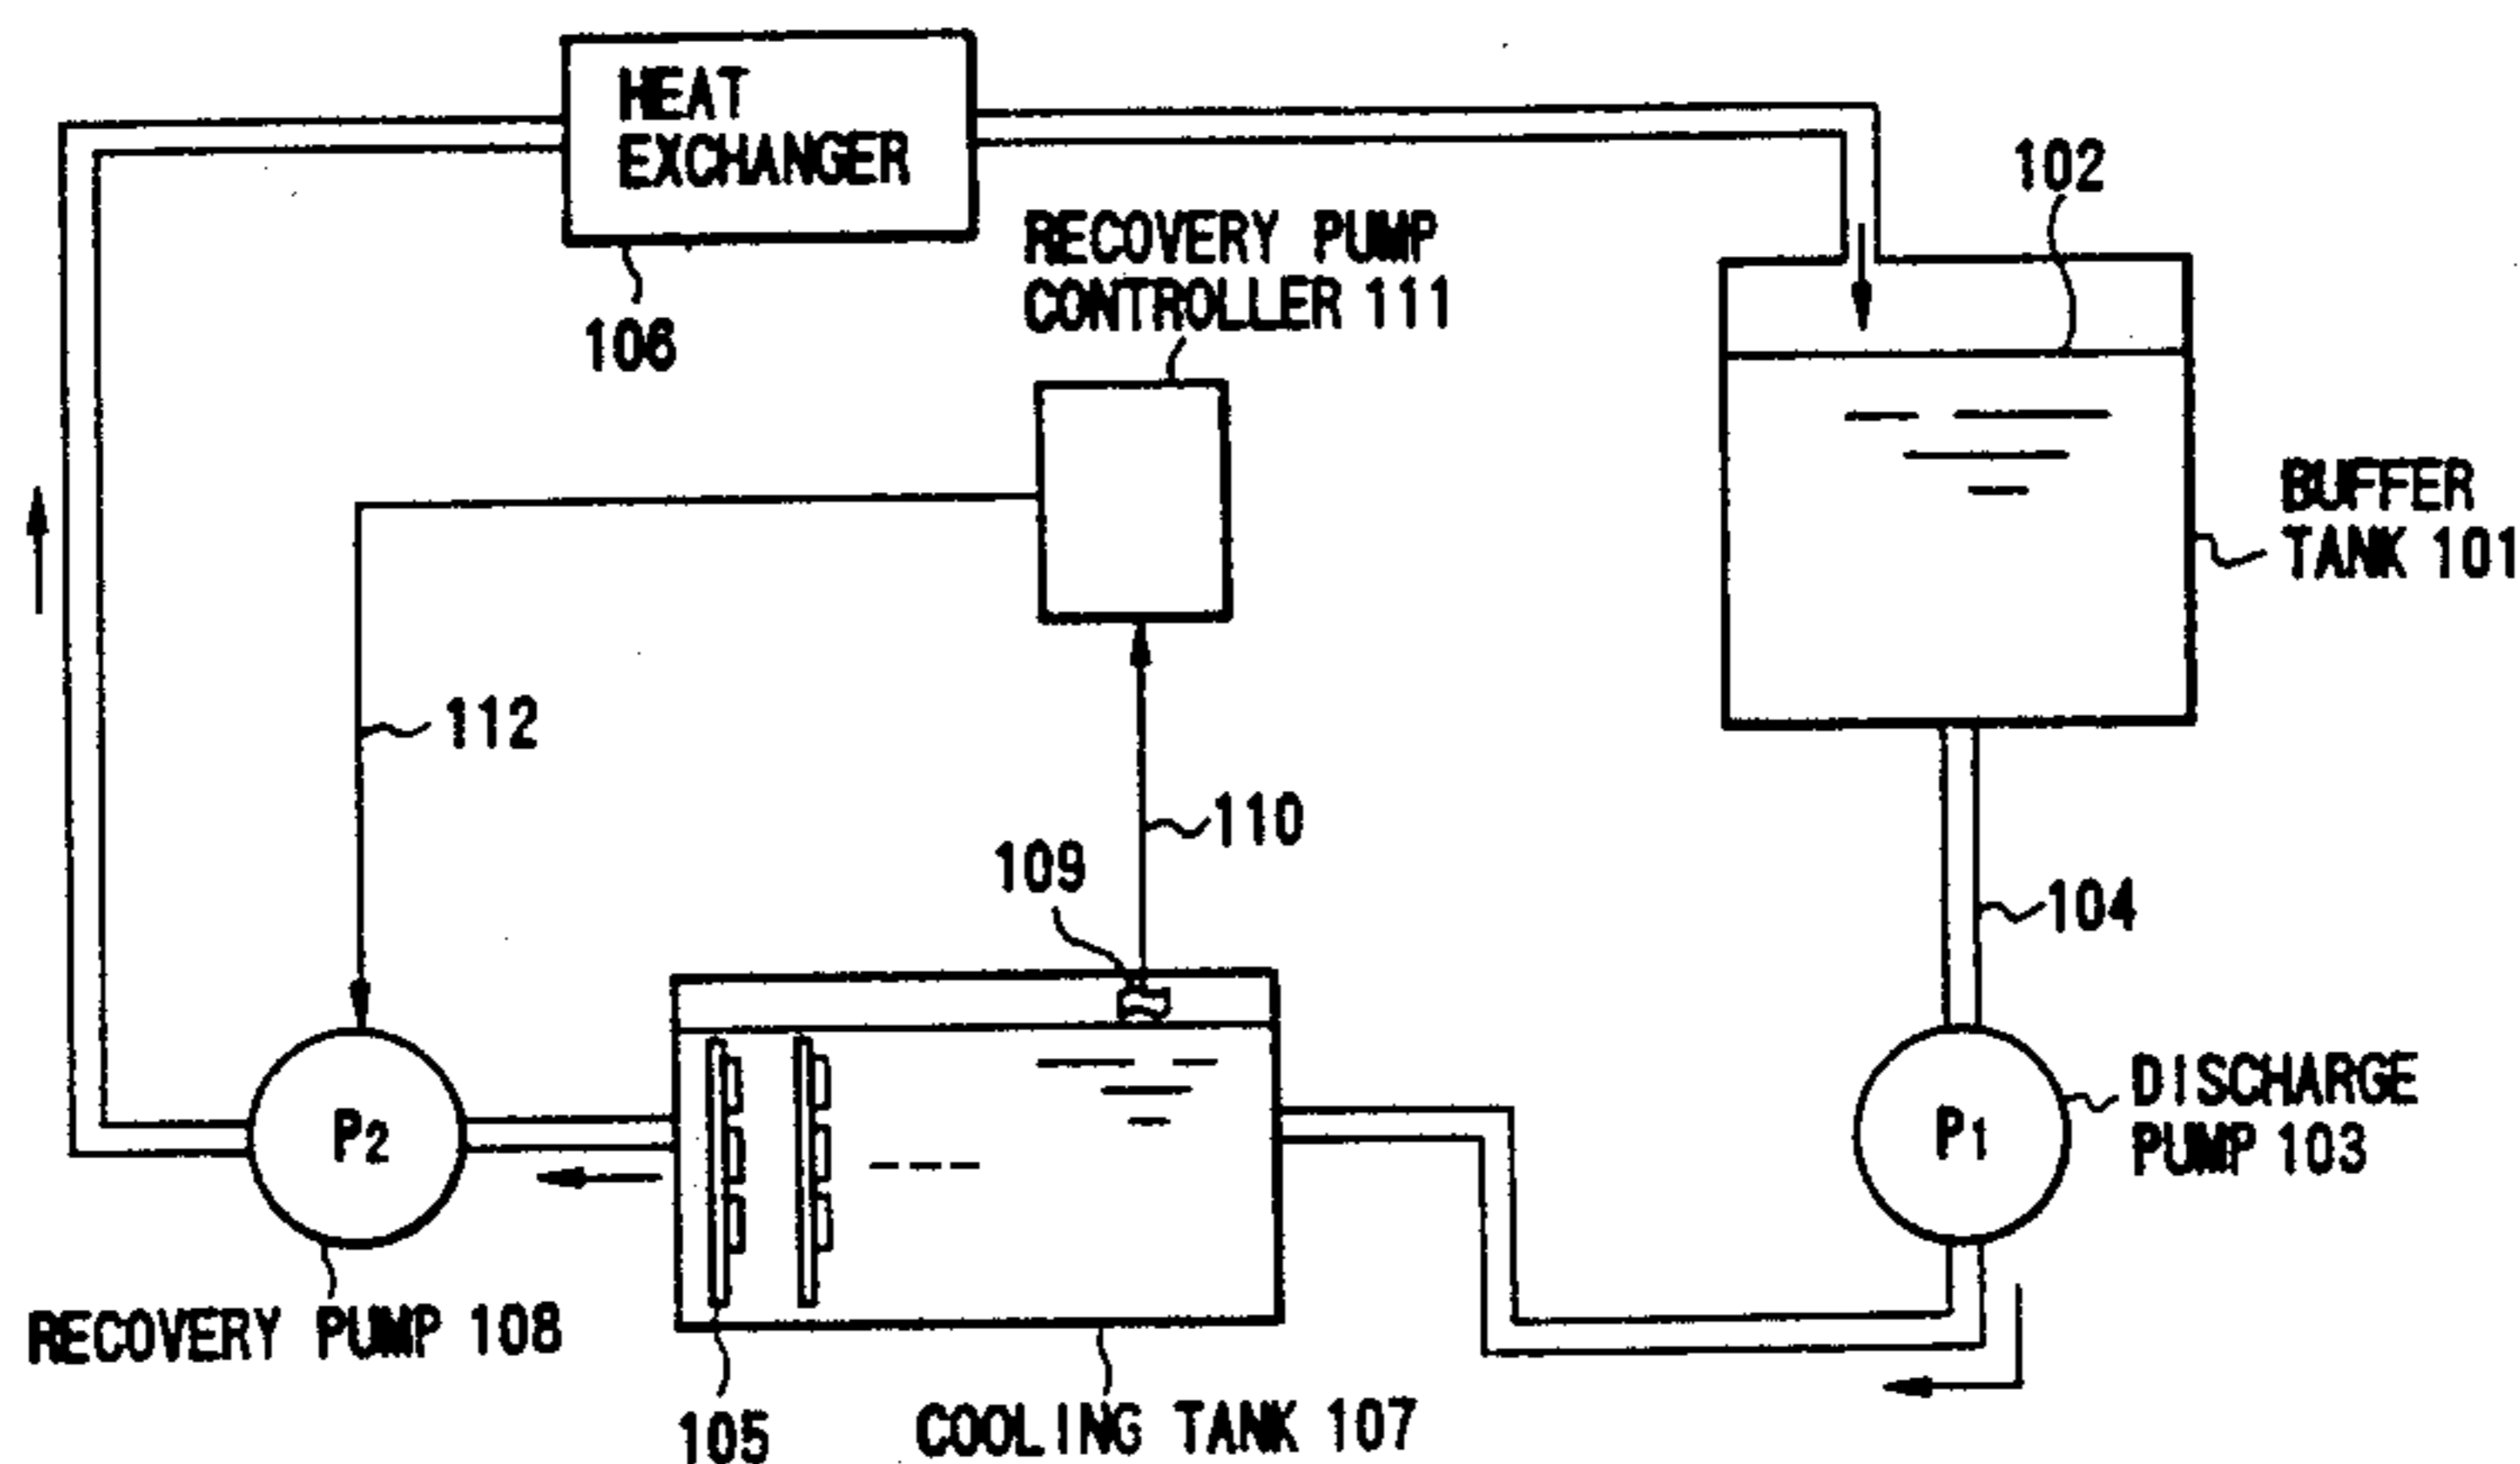 HEAT
EXCHANGER
106
RECOVERY PUMP
CONTROLLER 111
102
BUFFER
TANK 101
112
110
109
104
P2
P1
DISCHARGE
PUMP 103
RECOVERY PUMP 108
105
COOLING TANK 107